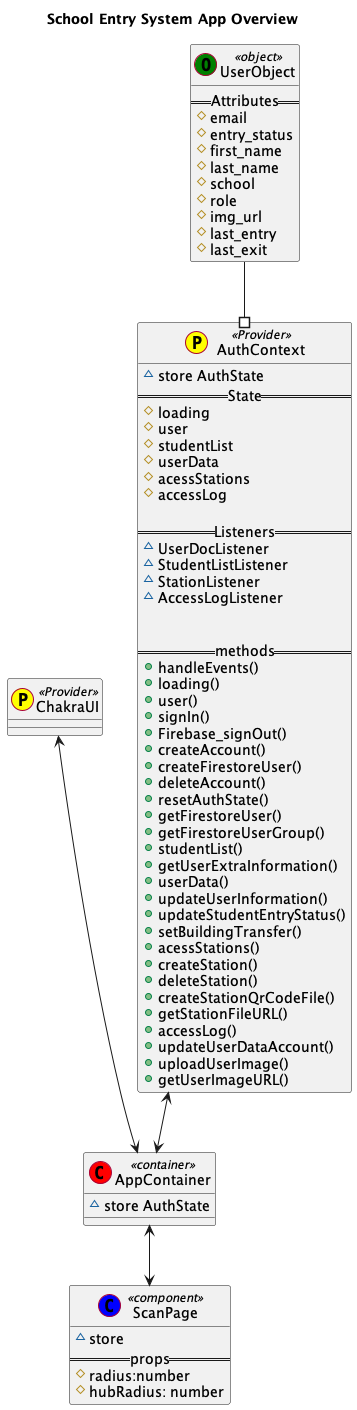 School Entry System App Overview
O
«object»
UserObject
Attributes
email
entry_status
first_name
last_name
school
role
img_url
last_entry
last_exit
P
«Provider»
AuthContext
store AuthState
State
loading
user
studentList
userData
acessStations
accessLog
Listeners
UserDocListener
StudentListListener
StationListener
AccessLogListener
methods
handleEvents()
loading()
user()
signIn()
Firebase_signOut()
createAccount()
createFirestoreUser()
deleteAccount()
resetAuthState()
getFirestoreUser()
getFirestoreUserGroup()
studentList()
getUserExtraInformation()
userData()
updateUserInformation()
updateStudentEntryStatus()
setBuildingTransfer()
acessStations()
createStation()
deleteStation()
createStationQrCodeFile()
getStationFileURL()
accessLog()
updateUserDataAccount()
uploadUserImage()
getUserImageURL()
P
«Provider»
ChakraUI
C
«container»
AppContainer
store AuthState
C
«component»
ScanPage
store
props
radius:number
hubRadius: number